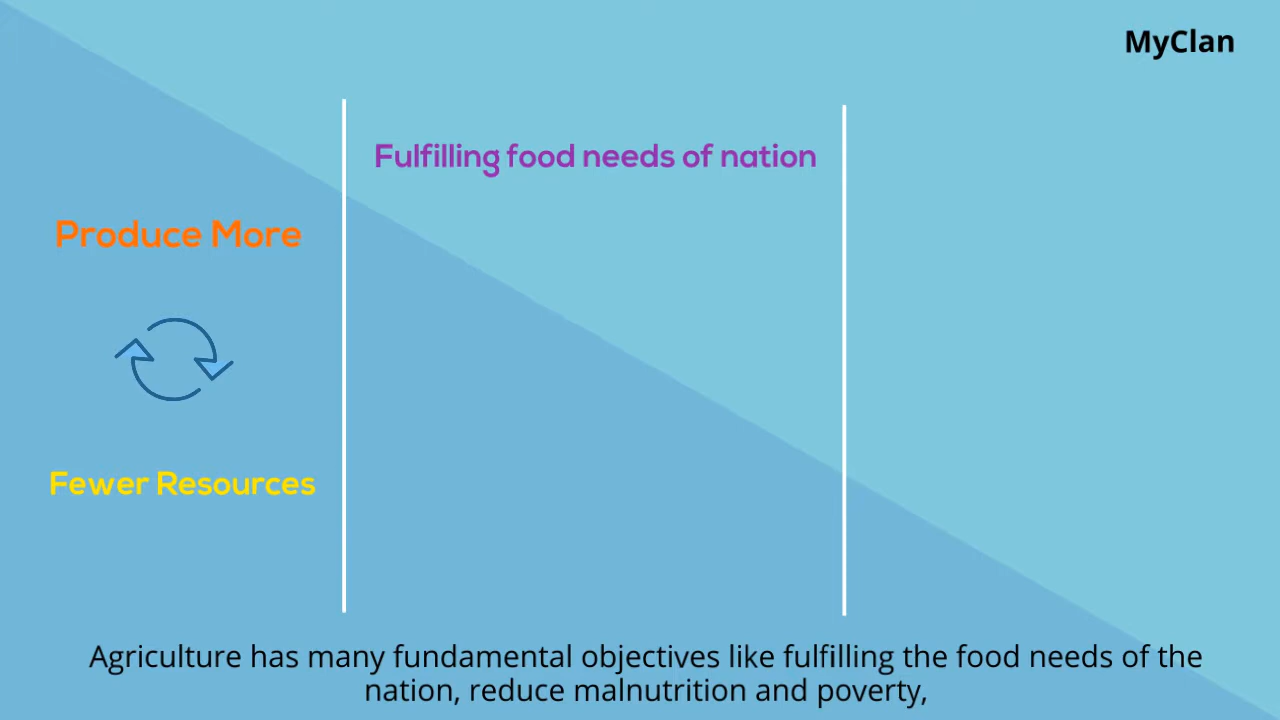 MyClan
Fulfilling food needs of nation
Produce More
Fewer Resources
Agriculture has many fundamental objectives like fulfilling the food needs of the
nation, reduce malnutrition and poverty,